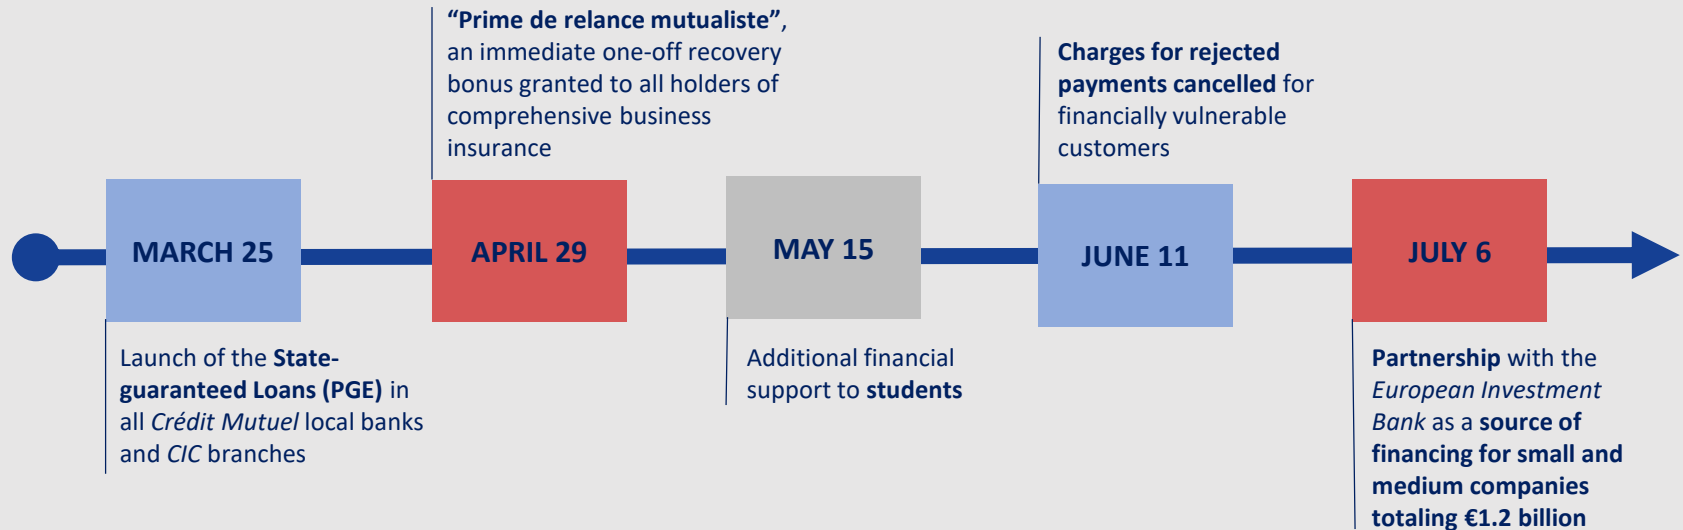 “Prime de relance mutualiste”,
an immediate one-off recovery
bonus granted to all holders of
comprehensive business
insurance
Charges for rejected
payments cancelled for
financially vulnerable
customers
MARCH 25
APRIL 29
MAY 15
JUNE 11
JULY 6
Launch of the State-
guaranteed Loans (PGE) in
all Crédit Mutuel local banks
and CIC branches
Additional financial
support to students
Partnership with the
European Investment
Bank as a source of
financing for small and
medium companies
totaling €1.2 billion